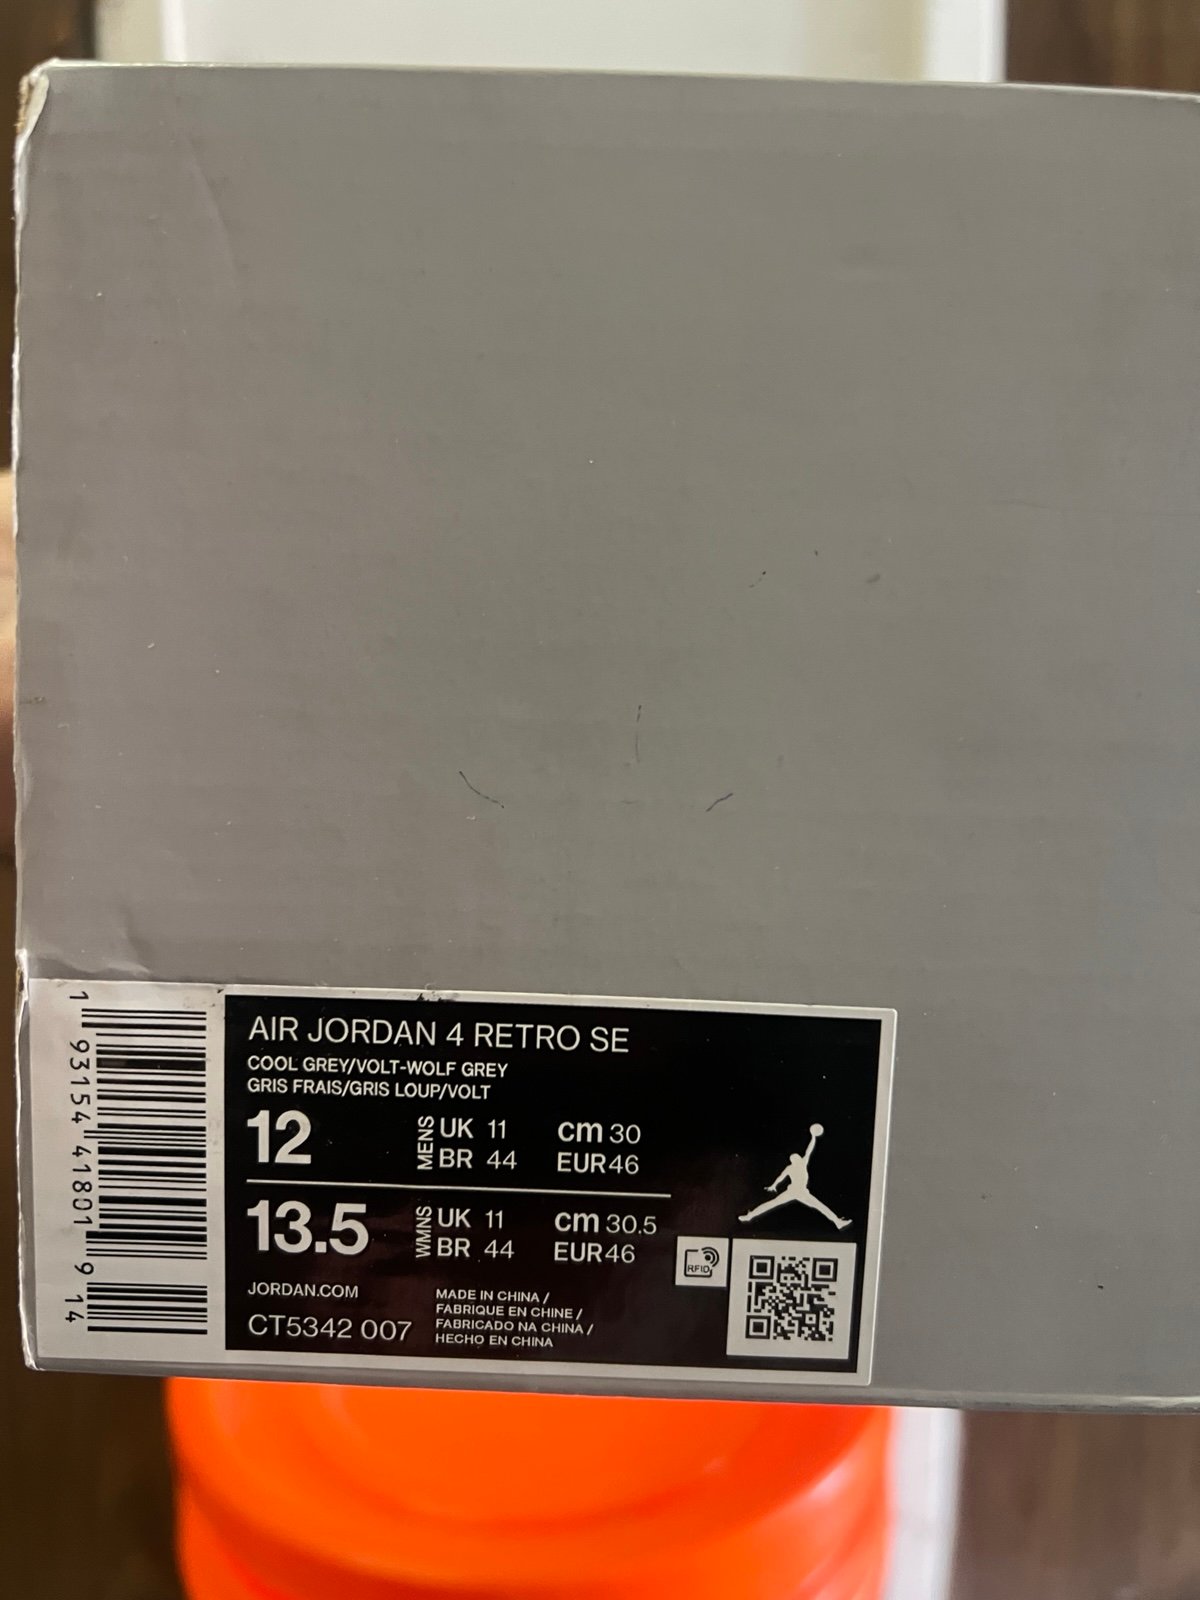 1 93154 41801 9 14
AIR JORDAN 4 RETRO SE
COOL GREY/VOLT-WOLF GREY
GRIS FRAIS/GRIS LOUP/VOLT
12 MENS UK 11 cm 30
BR 44 EUR 46
13.5 WMNS UK 11 cm 30.5
BR 44 EUR 46
RFID
JORDAN.COM
CT5342 007
MADE IN CHINA /
FABRIQUE EN CHINE /
FABRICADO NA CHINA /
HECHO EN CHINA